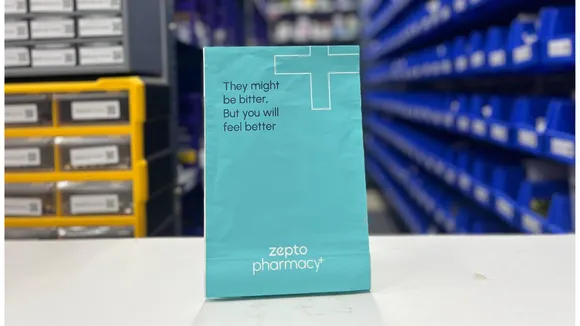 They might
be bitter,
But you will
feel better
zepto
pharmacy+